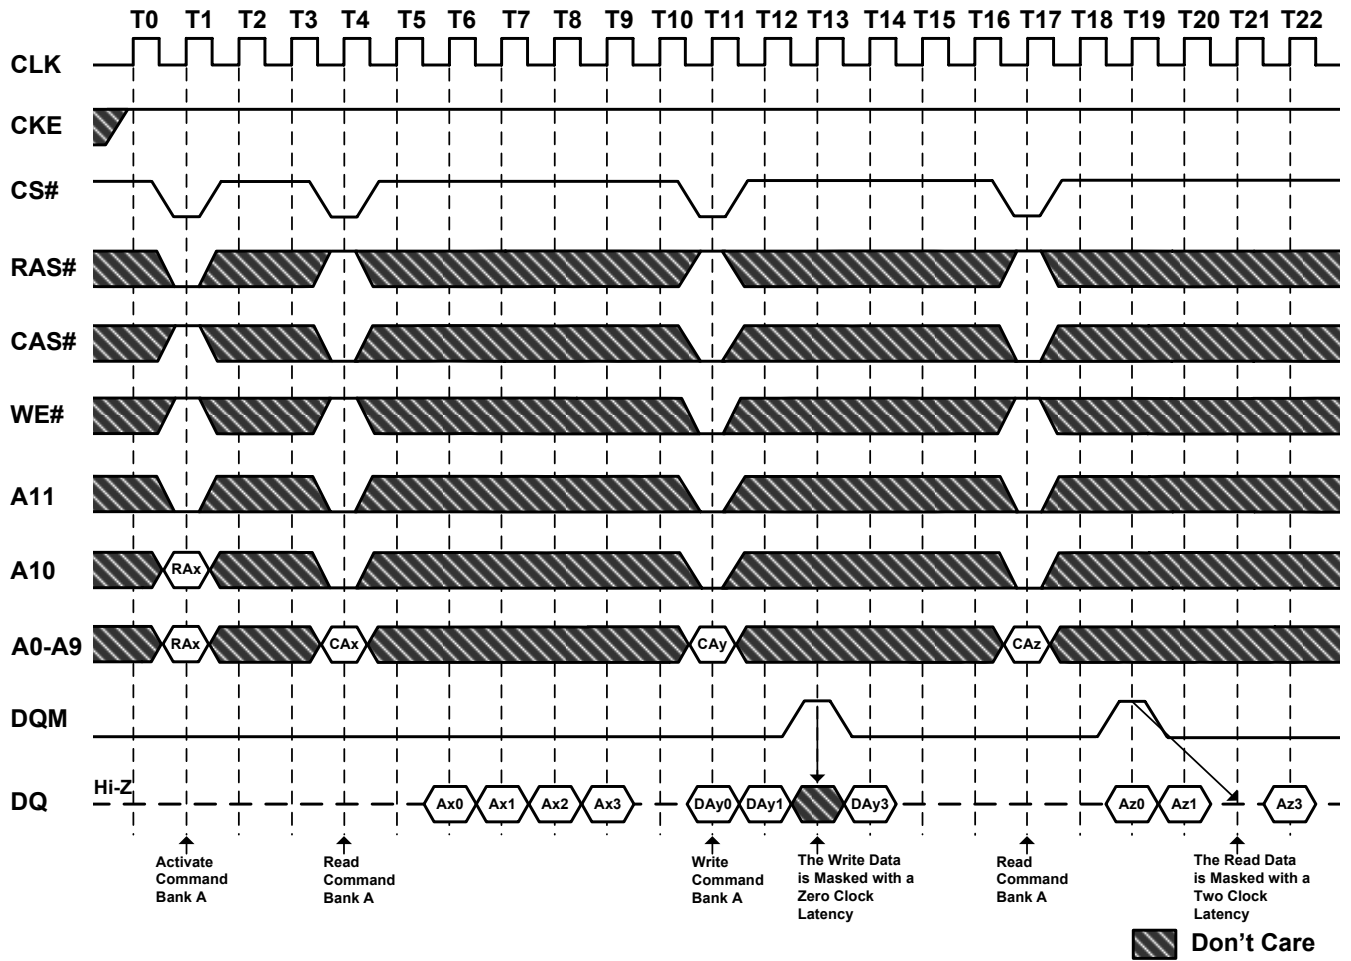 T0 T1 T2 T3 T4 T5 T6 T7 T8 T9 T10 T11 T12 T13 T14 T15 T16 T17 T18 T19 T20 T21 T22
CLK
CKE
CS#
RAS#
CAS#
WE#
A11
A10 RAx
A0-A9 RAx CAx CAy CAz
DQM
DQ Hi-Z Ax0 Ax1 Ax2 Ax3 DAy0 DAy1 DAy3 Az0 Az1 Az3
Activate
Command
Bank A
Read
Command
Bank A
Write
Command
Bank A
The Write Data
is Masked with a
Zero Clock
Latency
Read
Command
Bank A
The Read Data
is Masked with a
Two Clock
Latency
Don't Care